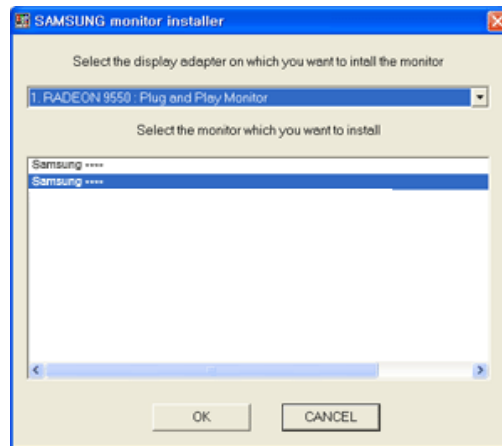 SAMSUNG monitor installer
Select the display adapter on which you want to intall the monitor
1. RADEON 9550 : Plug and Play Monitor
Select the monitor which you want to install
Samsung ----
Samsung ----
OK
CANCEL